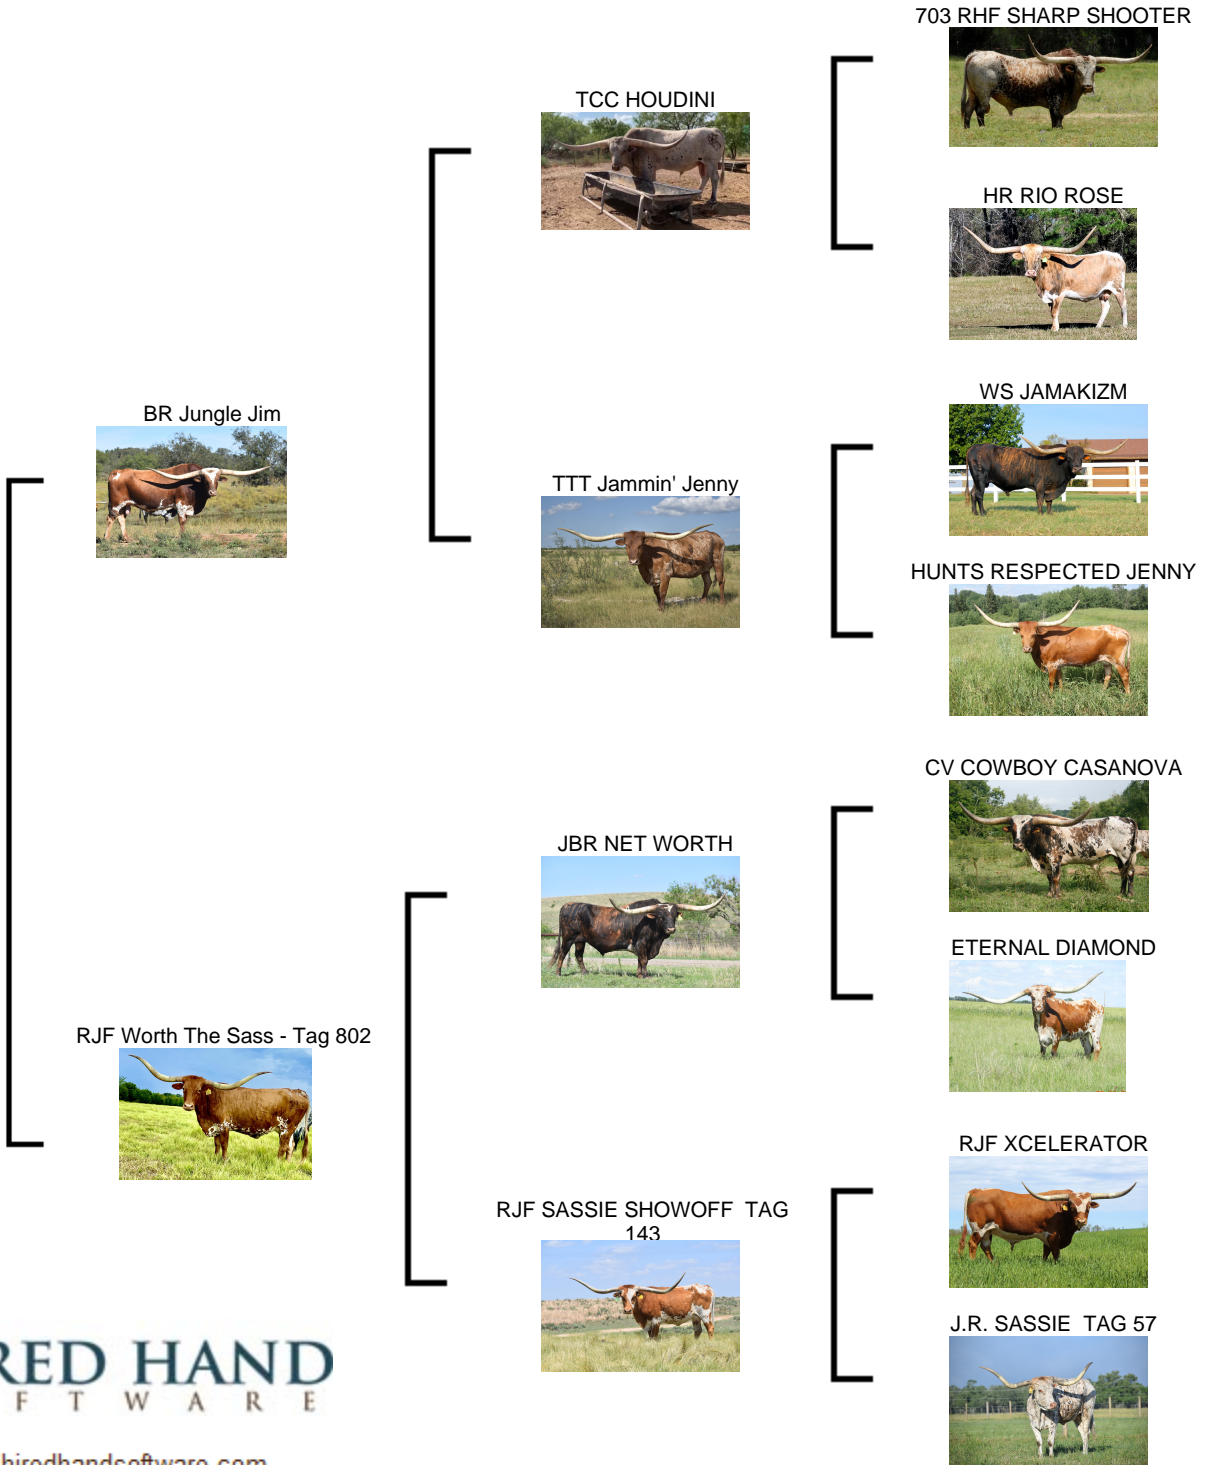 703 RHF SHARP SHOOTER
TCC HOUDINI
HR RIO ROSE
WS JAMAKIZM
BR Jungle Jim
TTT Jammin' Jenny
HUNTS RESPECTED JENNY
CV COWBOY CASANOVA
JBR NET WORTH
ETERNAL DIAMOND
RJF Worth The Sass - Tag 802
RJF XCELERATOR
RJF SASSIE SHOWOFF  TAG
143
J.R. SASSIE  TAG 57
RED HAND
F T W A R E
hiredhandsoftware.com